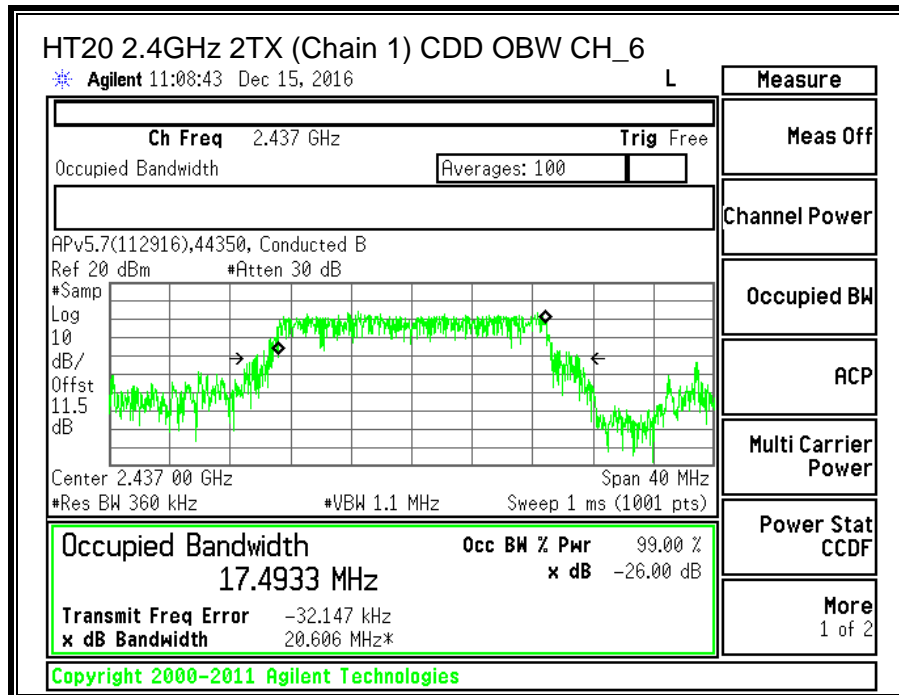 HT20 2.4GHz 2TX (Chain 1) CDD OBW CH_6
Agilent 11:08:43 Dec 15, 2016 L
Measure
Ch Freq 2.437 GHz Trig Free
Occupied Bandwidth Averages: 100
APv5.7(112916),44350, Conducted B
Ref 20 dBm #Atten 30 dB
#Samp
Log
10
dB/
Offst
11.5
dB
Center 2.437 00 GHz Span 40 MHz
#Res BW 360 kHz #VBW 1.1 MHz Sweep 1 ms (1001 pts)
Occupied Bandwidth Occ BW % Pwr 99.00 %
17.4933 MHz x dB -26.00 dB
Transmit Freq Error -32.147 kHz
x dB Bandwidth 20.606 MHz*
Meas Off
Channel Power
Occupied BW
ACP
Multi Carrier
Power
Power Stat
CCDF
More
1 of 2
Copyright 2000-2011 Agilent Technologies